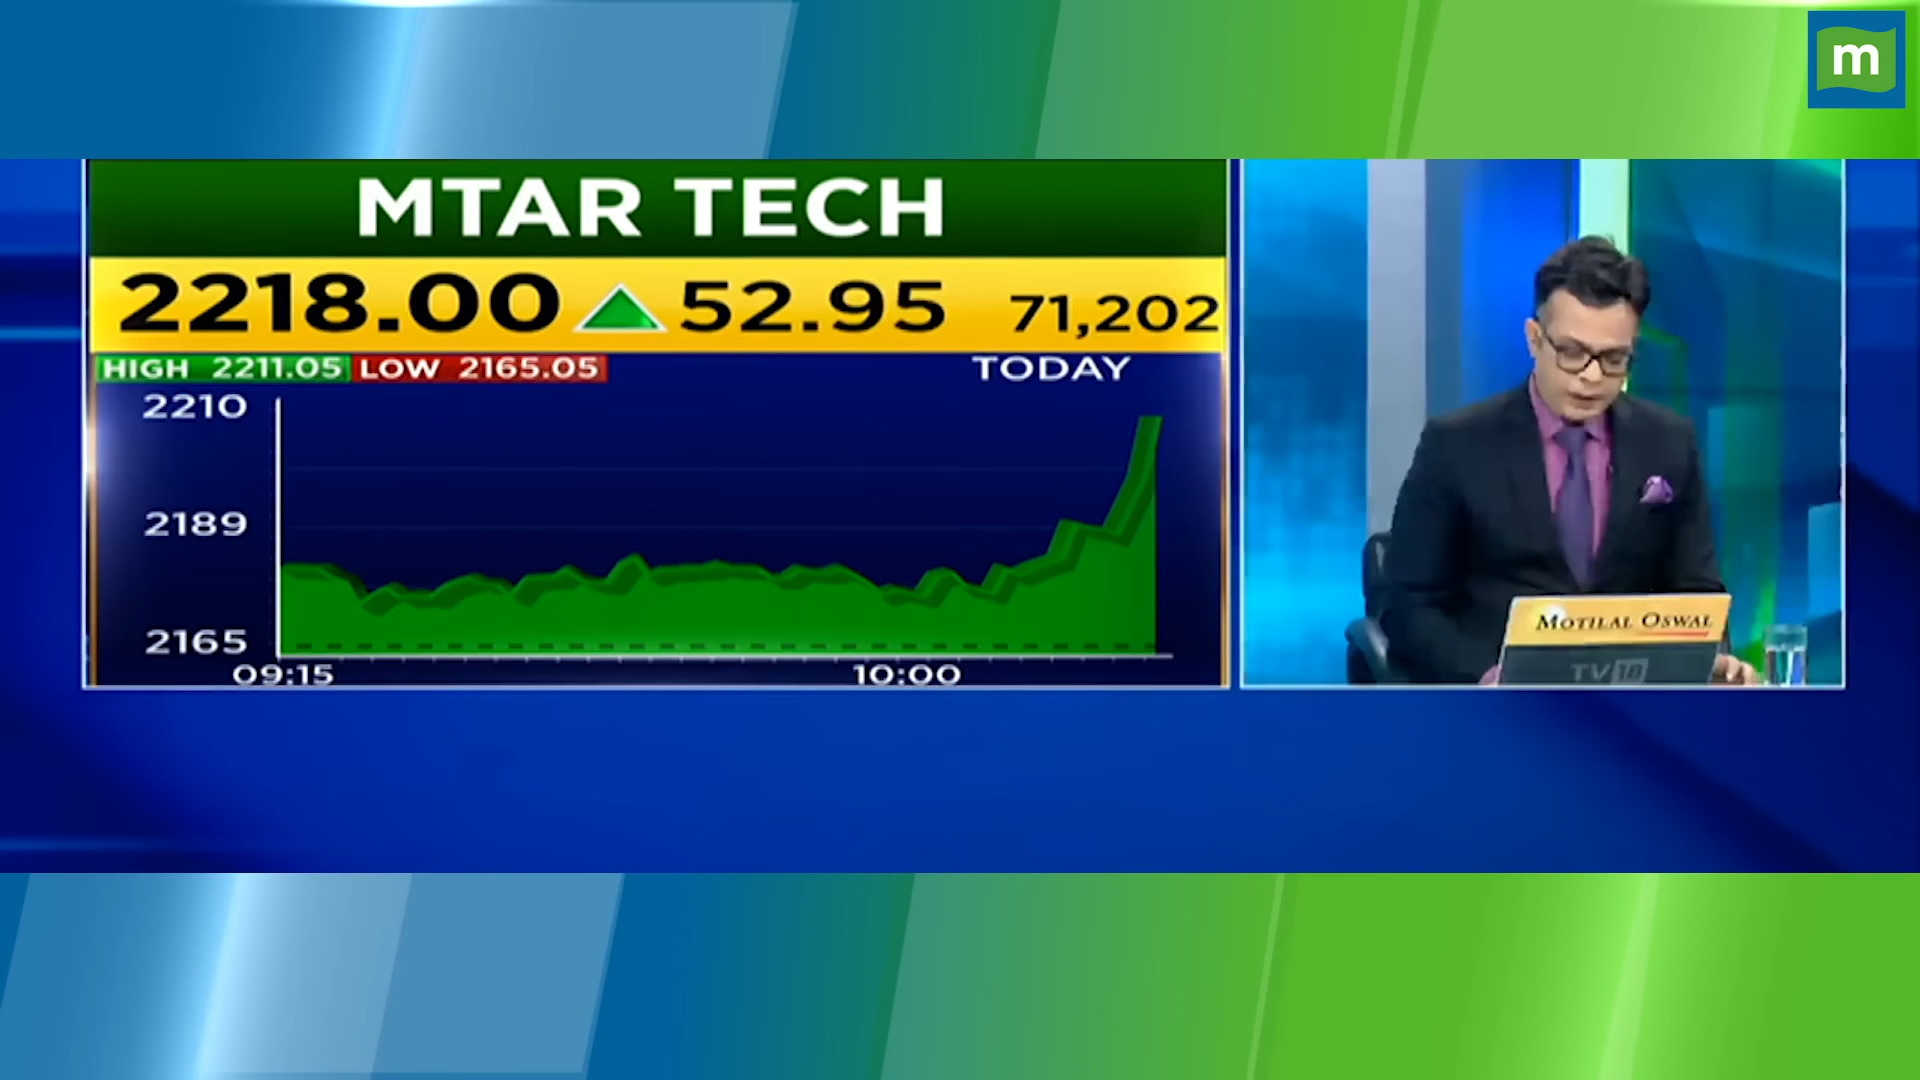 m
MTAR TECH
2218.00 52.95 71,202
HIGH 2211.05 LOW 2165.05 TODAY
2210
2189
2165
09:15 10:00
MOTILAL OSWAL
TV18